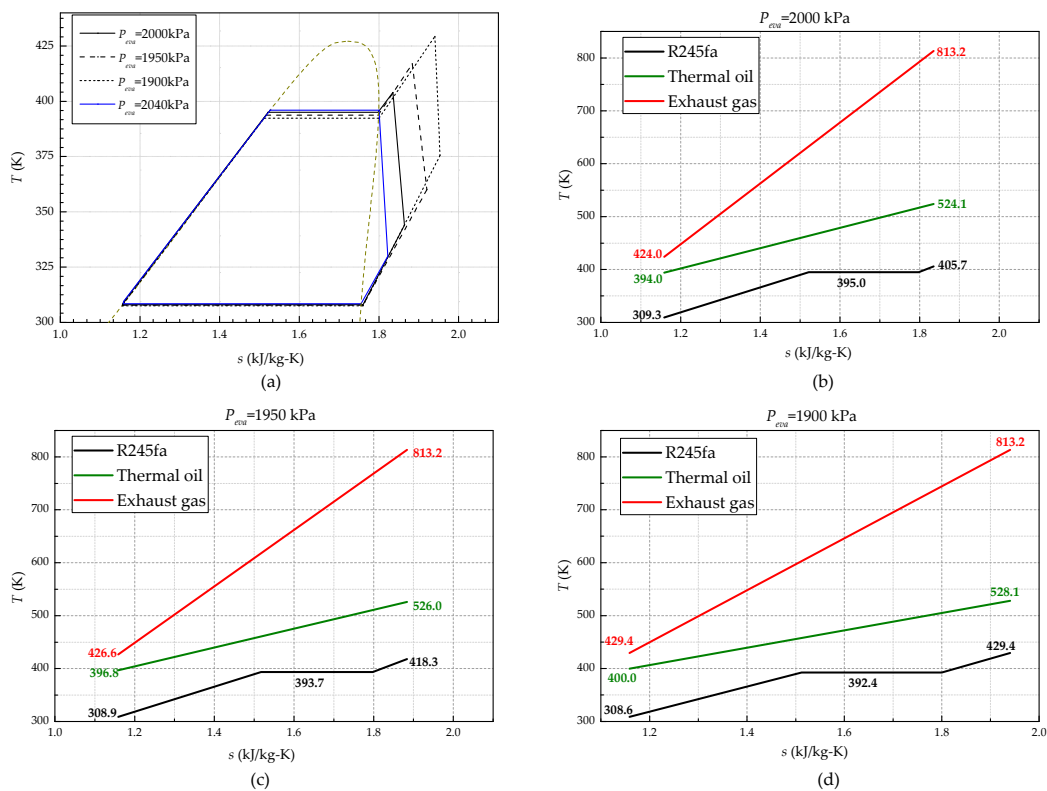 P_eva=2000kPa
P_eva=1950kPa
P_eva=1900kPa
P_eva=2040kPa
425
400
375
350
325
300
T (K)
1.0 1.2 1.4 1.6 1.8 2.0
s (kJ/kg-K)
(a)
P_eva=2000 kPa
R245fa
Thermal oil
Exhaust gas
800
700
600
500
400
300
T (K)
813.2
524.1
424.0
394.0
405.7
395.0
309.3
1.0 1.2 1.4 1.6 1.8 2.0
s (kJ/kg-K)
(b)
P_eva=1950 kPa
R245fa
Thermal oil
Exhaust gas
800
700
600
500
400
300
T (K)
813.2
526.0
426.6
396.8
418.3
393.7
308.9
1.0 1.2 1.4 1.6 1.8 2.0
s (kJ/kg-K)
(c)
P_eva=1900 kPa
R245fa
Thermal oil
Exhaust gas
800
700
600
500
400
300
T (K)
813.2
528.1
429.4
400.0
429.4
392.4
308.6
1.2 1.4 1.6 1.8 2.0
s (kJ/kg-K)
(d)